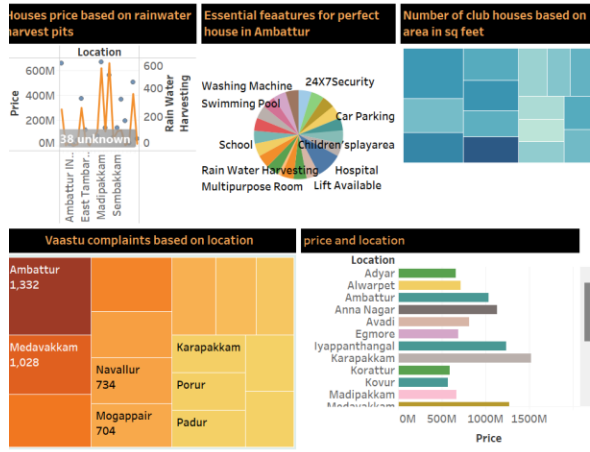 Houses price based on rainwater
harvest pits
Location
600M
400M
200M
0M
Price
600
400
200
0
Rain Water
Harvesting
38 unknown
Ambattur IN..
East Tambar..
Madipakkam
Sembakkam
Essential feaatures for perfect
house in Ambattur
Washing Machine
24X7Security
Swimming Pool
Car Parking
School
Children'splayarea
Rain Water Harvesting
Hospital
Multipurpose Room
Lift Available
Number of club houses based on
area in sq feet
Vaastu complaints based on location
Ambattur
1,332
Medavakkam
1,028
Navallur
734
Mogappair
704
Karapakkam
Porur
Padur
price and location
Location
Adyar
Alwarpet
Ambattur
Anna Nagar
Avadi
Egmore
Iyappanthangal
Karapakkam
Korattur
Kovur
Madipakkam
Medavakkam
0M 500M 1000M 1500M
Price